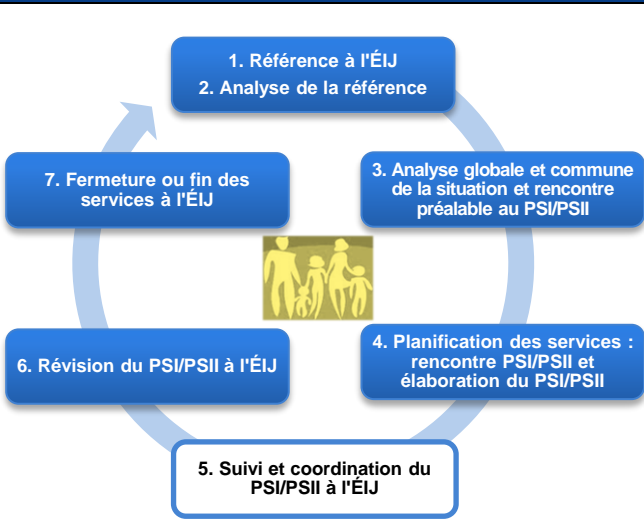 1. Référence à l'ÉIJ
2. Analyse de la référence
3. Analyse globale et commune
de la situation et rencontre
préalable au PSI/PSII
4. Planification des services :
rencontre PSI/PSII et
élaboration du PSI/PSII
5. Suivi et coordination du
PSI/PSII à l'ÉIJ
6. Révision du PSI/PSII à l'ÉIJ
7. Fermeture ou fin des
services à l'ÉIJ